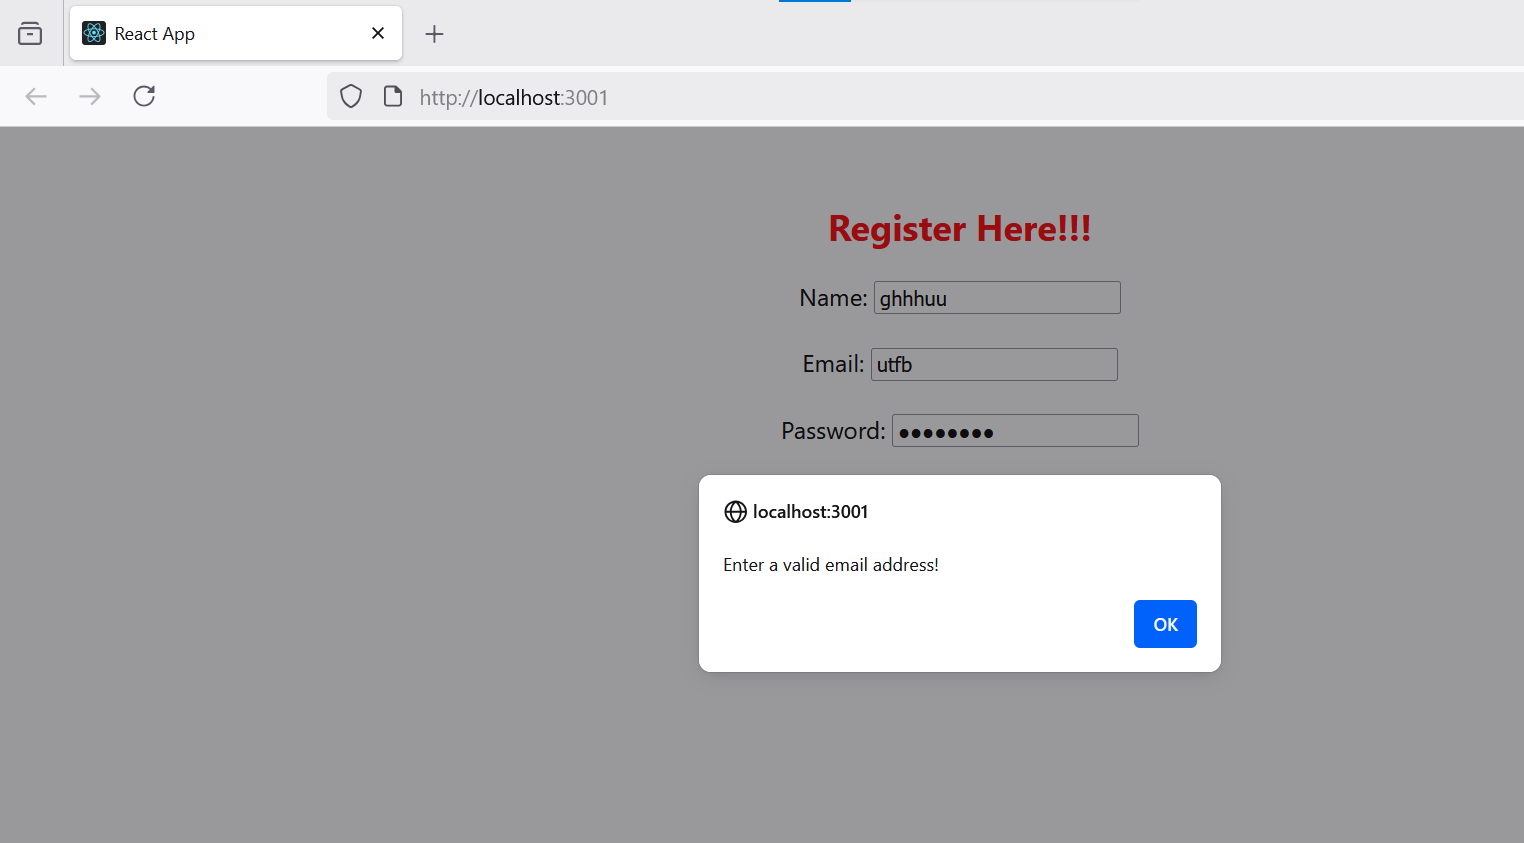 React App
http://localhost:3001
Register Here!!!
Name: ghhhuu
Email: utfb
Password: ●●●●●●●●
localhost:3001
Enter a valid email address!
OK